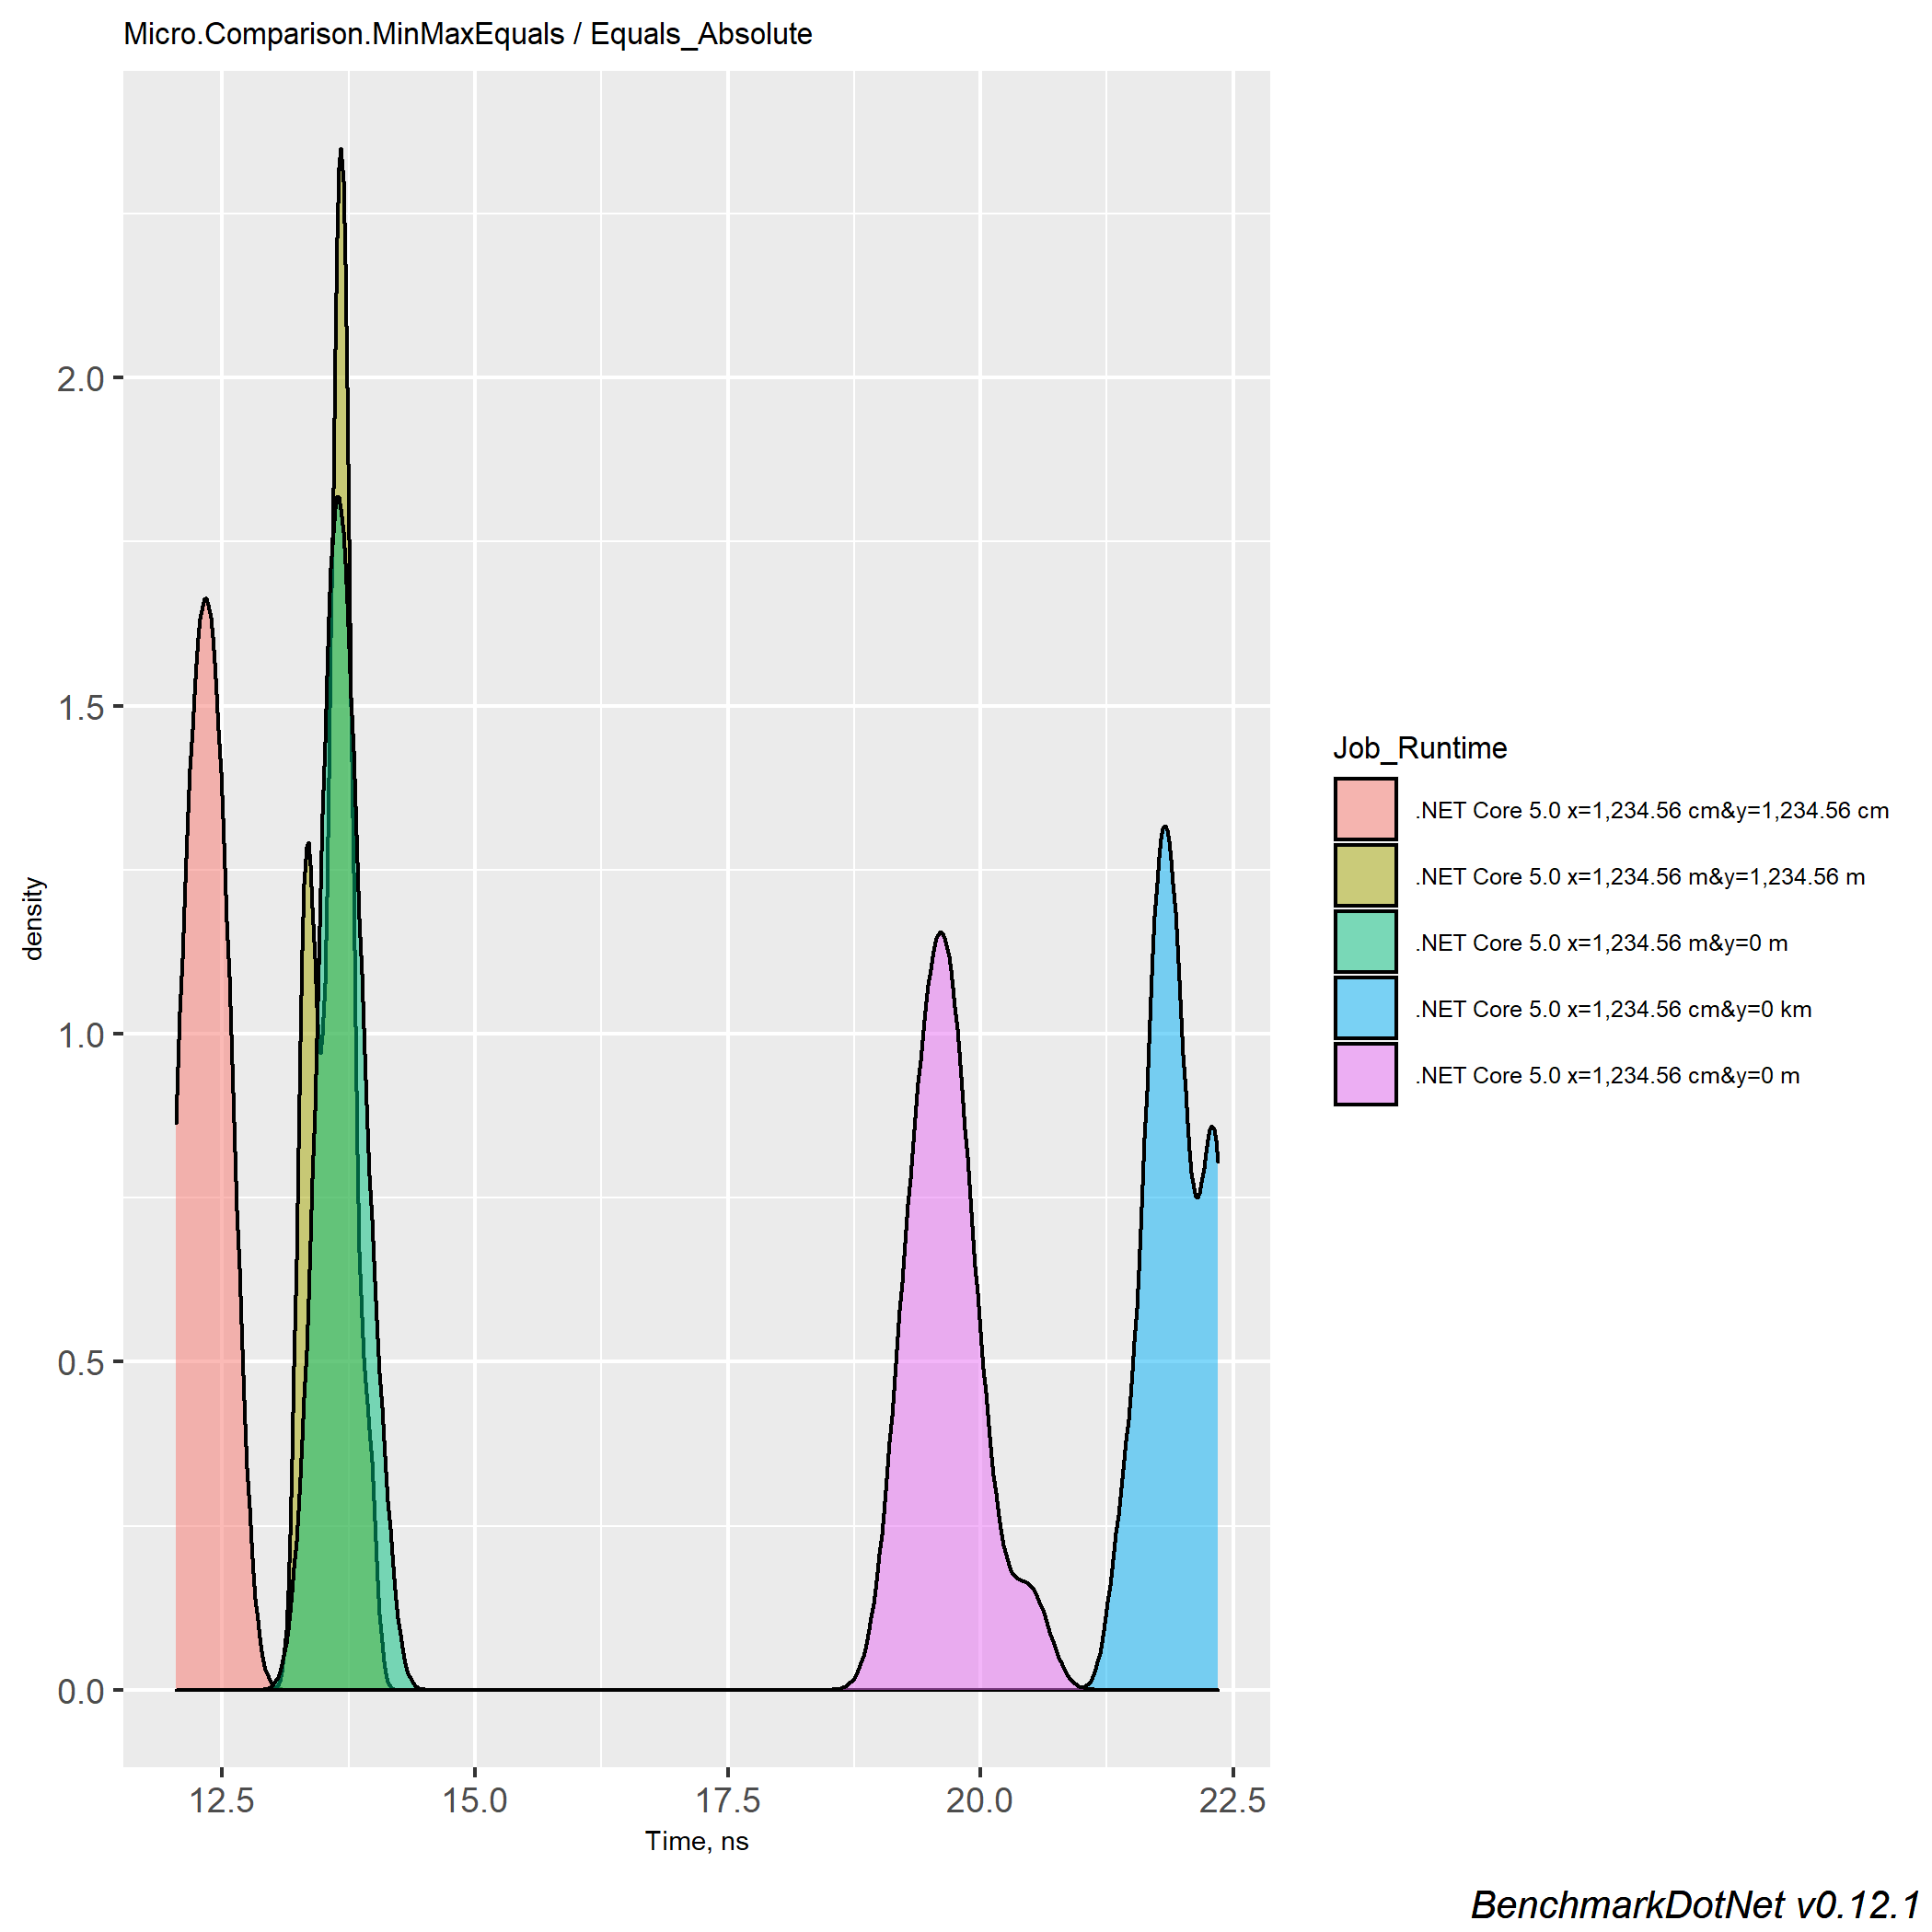 Micro.Comparison.MinMaxEquals / Equals_Absolute
2.0
1.5
1.0
0.5
0.0
density
12.5 15.0 17.5 20.0 22.5
Time, ns
Job_Runtime
.NET Core 5.0 x=1,234.56 cm&y=1,234.56 cm
.NET Core 5.0 x=1,234.56 m&y=1,234.56 m
.NET Core 5.0 x=1,234.56 m&y=0 m
.NET Core 5.0 x=1,234.56 cm&y=0 km
.NET Core 5.0 x=1,234.56 cm&y=0 m
BenchmarkDotNet v0.12.1